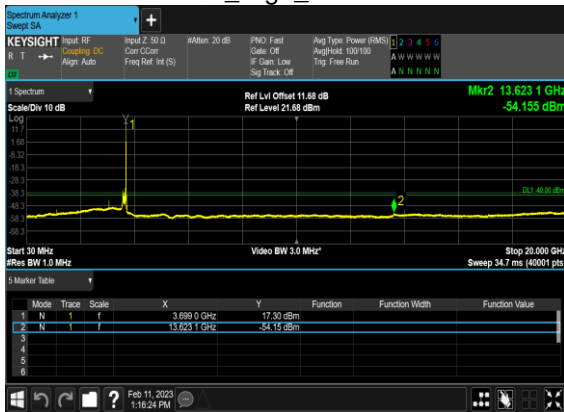 Spectrum Analyzer 1
Swept SA
KEYSIGHT Input: RF Input Z: 50 Ω #Atten: 20 dB PNO: Fast Avg Type: Power (RMS) 1 2 3 4 5 6
R T Coupling: DC Corr CCorr Gate: Off Avg|Hold: 100/100 A W W W W W
Align: Auto Freq Ref: Int (S) IF Gain: Low Trig: Free Run
LW Sig Track: Off A N N N N N
1 Spectrum Ref Lvl Offset 11.68 dB Mkr2 13.623 1 GHz
Scale/Div 10 dB Ref Level 21.68 dBm -54.155 dBm
Log
1
11.7
1.68
-8.32
-18.3
-28.3
-38.3 DL1 -40.00 dBm
-48.3 2
-58.3
-68.3
Start 30 MHz Video BW 3.0 MHz* Stop 20.000 GHz
#Res BW 1.0 MHz Sweep 34.7 ms (40001 pts)
5 Marker Table
Mode Trace Scale X Y Function Function Width Function Value
1 N 1 f 3.699 0 GHz 17.30 dBm
2 N 1 f 13.623 1 GHz -54.15 dBm
3
4
5
6
? Feb 11, 2023
1:16:24 PM